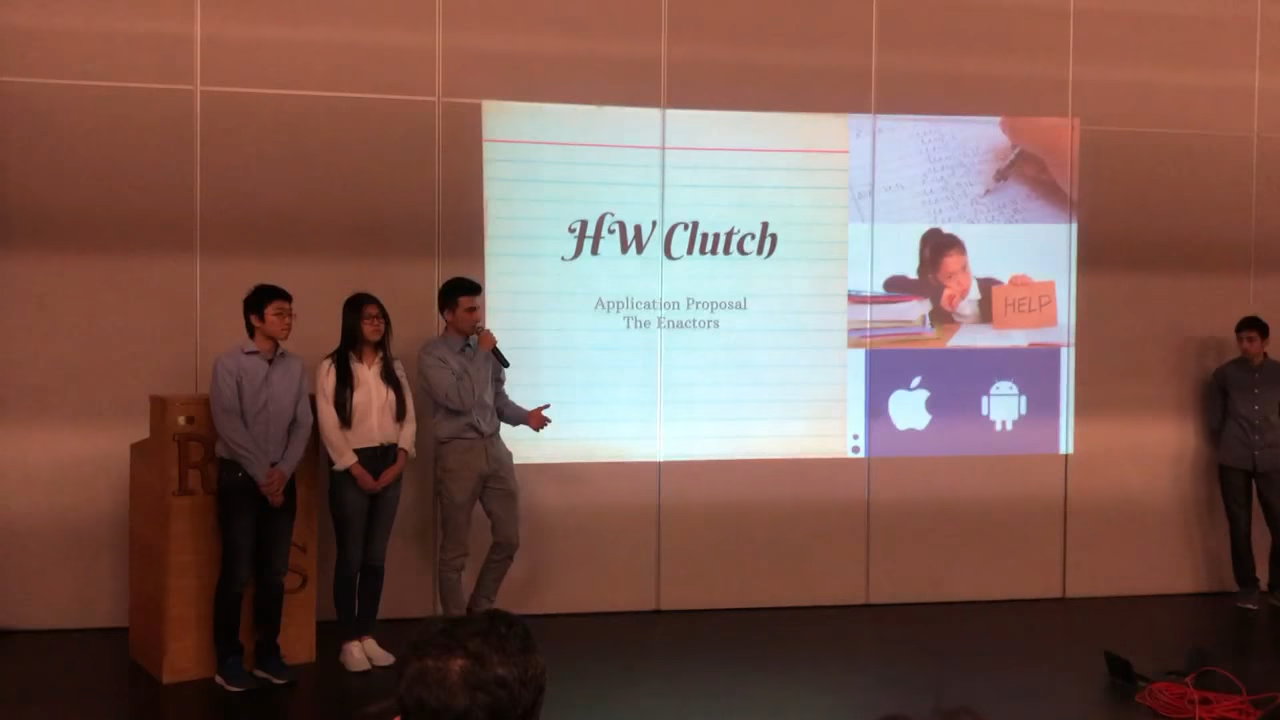 HW Clutch
Application Proposal
The Enactors
HELP
R
S